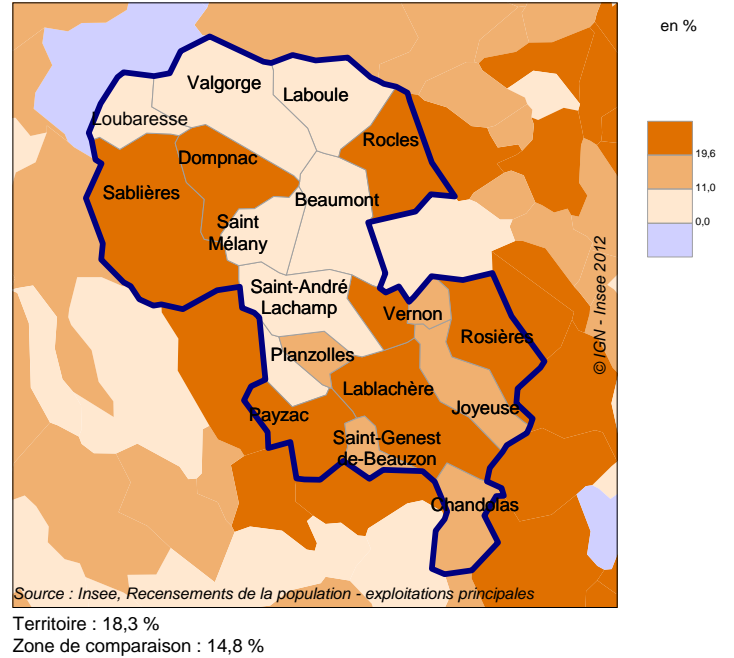 en %
19,6
11,0
0,0
Valgorge
Laboule
Loubaresse
Rocles
Dompnac
Sablières
Beaumont
Saint
Mélany
Saint-André
Lachamp
Vernon
Rosières
Planzolles
Lablachère
Joyeuse
Payzac
Saint-Genest
de-Beauzon
Chandolas
© IGN - Insee 2012
Source : Insee, Recensements de la population - exploitations principales
Territoire : 18,3 %
Zone de comparaison : 14,8 %